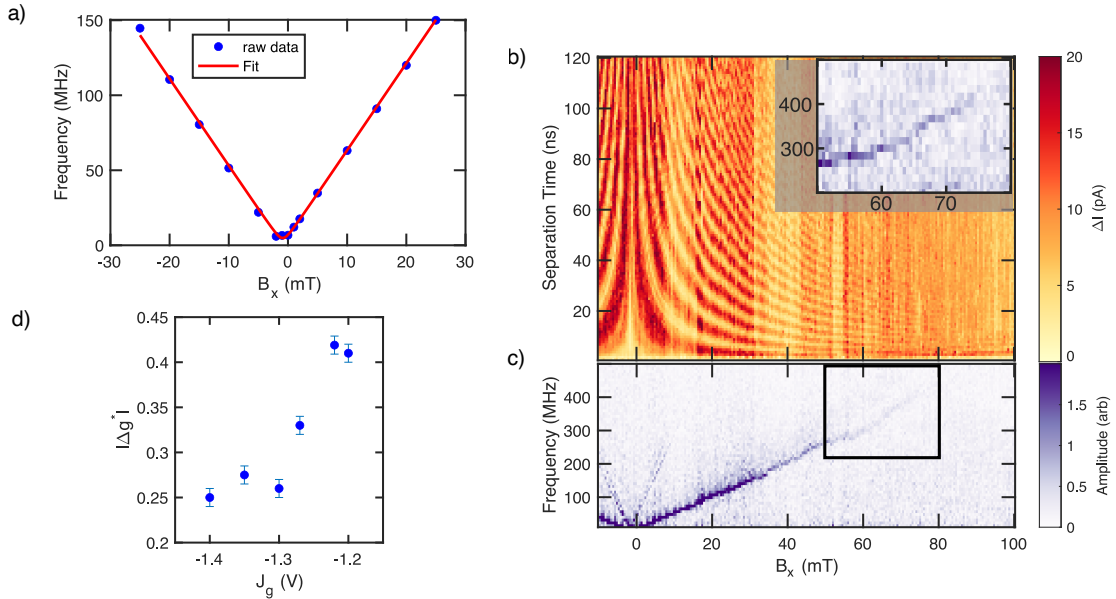 a)
150
100
50
0
Frequency (MHz)
raw data
Fit
-30 -20 -10 0 10 20 30
B_x (mT)
b)
120
100
80
60
40
20
Separation Time (ns)
400
300
60 70
20
15
10
5
0
ΔI (pA)
c)
400
300
200
100
Frequency (MHz)
0 20 40 60 80 100
B_x (mT)
1.5
1
0.5
0
Amplitude (arb)
d)
0.45
0.4
0.35
0.3
0.25
0.2
|Δg*|
-1.4 -1.3 -1.2
J_g (V)